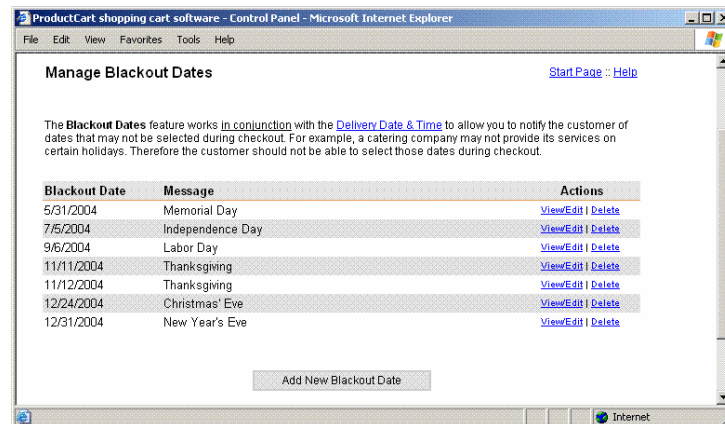 ProductCart shopping cart software - Control Panel - Microsoft Internet Explorer
File Edit View Favorites Tools Help
Manage Blackout Dates Start Page :: Help
The Blackout Dates feature works in conjunction with the Delivery Date & Time to allow you to notify the customer of
dates that may not be selected during checkout. For example, a catering company may not provide its services on
certain holidays. Therefore the customer should not be able to select those dates during checkout.
Blackout Date Message Actions
5/31/2004 Memorial Day View/Edit | Delete
7/5/2004 Independence Day View/Edit | Delete
9/6/2004 Labor Day View/Edit | Delete
11/11/2004 Thanksgiving View/Edit | Delete
11/12/2004 Thanksgiving View/Edit | Delete
12/24/2004 Christmas' Eve View/Edit | Delete
12/31/2004 New Year's Eve View/Edit | Delete
Add New Blackout Date
Internet